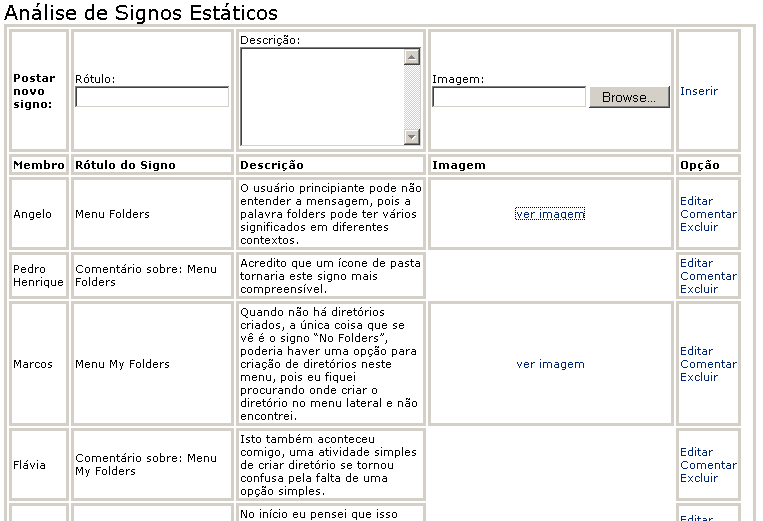 Análise de Signos Estáticos
Postar
novo
signo:
Rótulo:
Descrição:
Imagem:
Browse...
Inserir
Membro
Rótulo do Signo
Descrição
Imagem
Opção
Angelo
Menu Folders
O usuário principiante pode não
entender a mensagem, pois a
palavra folders pode ter vários
significados em diferentes
contextos.
ver imagem
Editar
Comentar
Excluir
Pedro
Henrique
Comentário sobre: Menu
Folders
Acredito que um ícone de pasta
tornaria este signo mais
compreensível.
Editar
Comentar
Excluir
Marcos
Menu My Folders
Quando não há diretórios
criados, a única coisa que se
vê é o signo “No Folders”,
poderia haver uma opção para
criação de diretórios neste
menu, pois eu fiquei
procurando onde criar o
diretório no menu lateral e não
encontrei.
ver imagem
Editar
Comentar
Excluir
Flávia
Comentário sobre: Menu
My Folders
Isto também aconteceu
comigo, uma atividade simples
de criar diretório se tornou
confusa pela falta de uma
opção simples.
Editar
Comentar
Excluir
No início eu pensei que isso
Editar